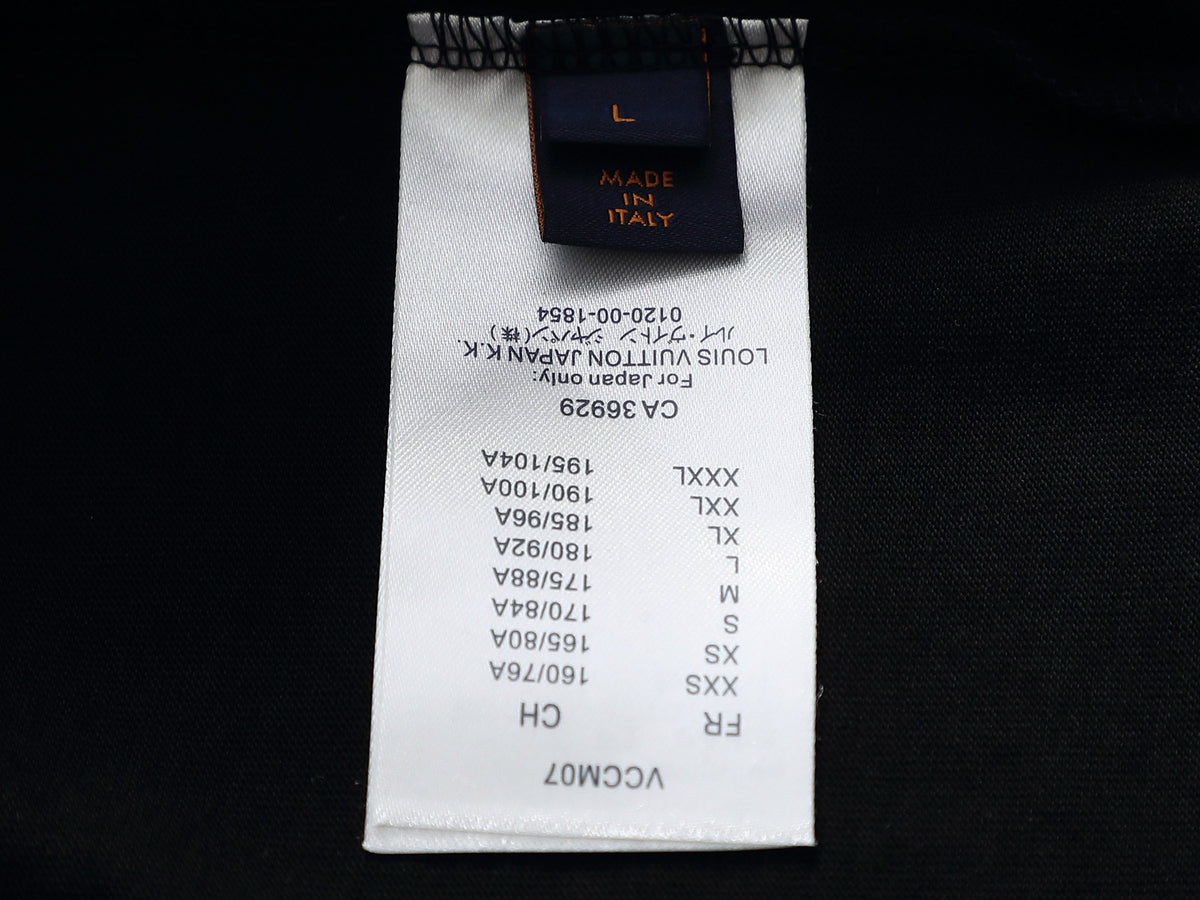 L
MADE
IN
ITALY
VCCM07
FR CH
XXS 160/76A
XS 165/80A
S 170/84A
M 175/88A
L 180/92A
XL 185/96A
XXL 190/100A
XXXL 195/104A
CA 36929
For Japan only:
LOUIS VUITTON JAPAN K.K.
ルイ・ヴィトン ジャパン(株)
0120-00-1854